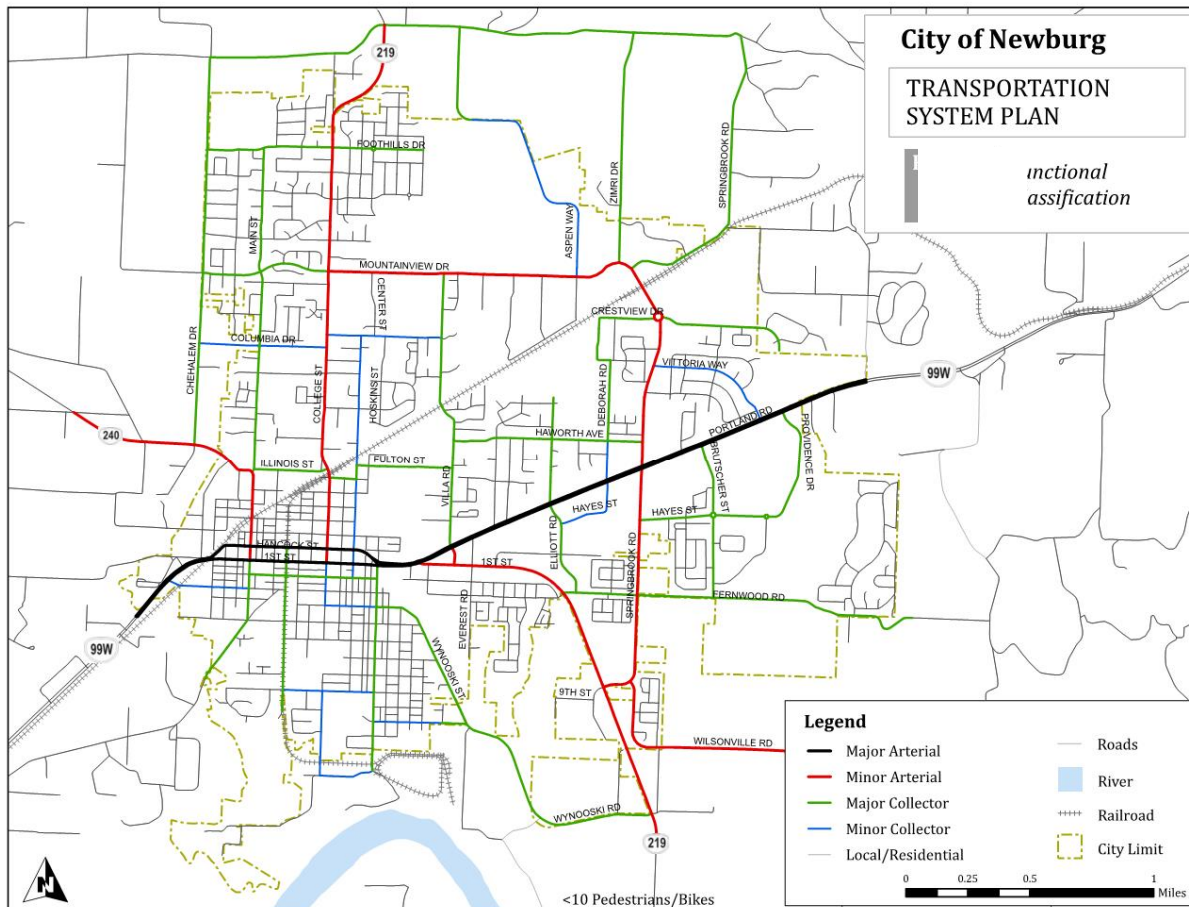 City of Newburg
TRANSPORTATION
SYSTEM PLAN
unctional
assification
219
FOOTHILLS DR
ZIMRI DR
SPRINGBROOK RD
MAIN ST
ASPEN WAY
MOUNTAINVIEW DR
CENTER ST
CRESTVIEW DR
COLUMBIA DR
CHEHALEM DR
COLLEGE ST
HOSKINS ST
DEBORAH RD
VITTORIA WAY
99W
PORTLAND RD
PROVIDENCE DR
240
HAWORTH AVE
ILLINOIS ST
FULTON ST
VILLA RD
BRUTSCHER ST
HAYES ST
HAYES ST
ELLIOTT RD
HANCOCK ST
1ST ST
1ST ST
SPRINGBROOK RD
EVEREST RD
FERNWOOD RD
99W
WYNOOSKI ST
9TH ST
WILSONVILLE RD
WYNOOSKI RD
219
Legend
Major Arterial
Minor Arterial
Major Collector
Minor Collector
Local/Residential
Roads
River
Railroad
City Limit
0 0.25 0.5 1
Miles
N
<10 Pedestrians/Bikes